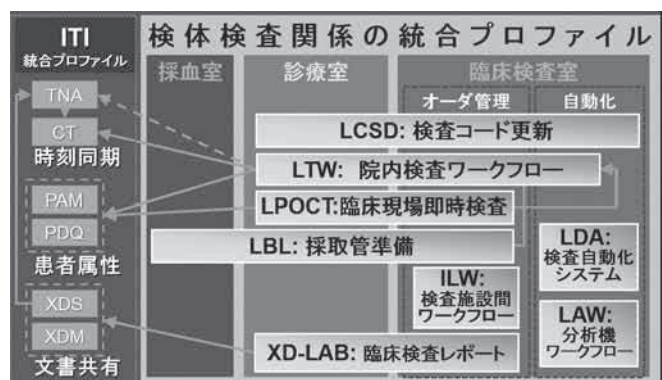 ITI
統合プロファイル
TNA
CT
時刻同期
PAM
PDQ
患者属性
XDS
XDM
文書共有
検体検査関係の統合プロファイル
採血室
診療室
臨床検査室
オーダ管理
自動化
LCSD: 検査コード更新
LTW: 院内検査ワークフロー
LPOCT:臨床現場即時検査
LBL: 採取管準備
LDA:
検査自動化
システム
ILW:
検査施設間
ワークフロー
LAW:
分析機
ワークフロー
XD-LAB: 臨床検査レポート